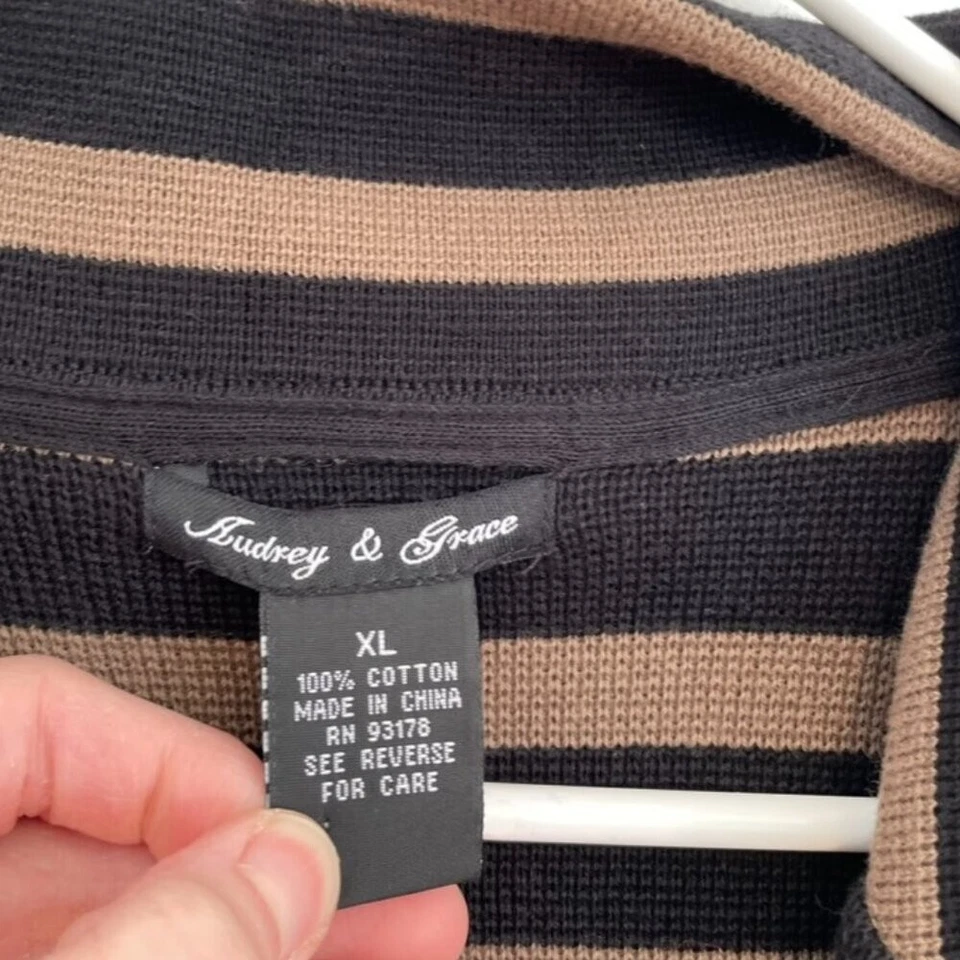 Audrey & Grace
XL
100% COTTON
MADE IN CHINA
RN 93178
SEE REVERSE
FOR CARE